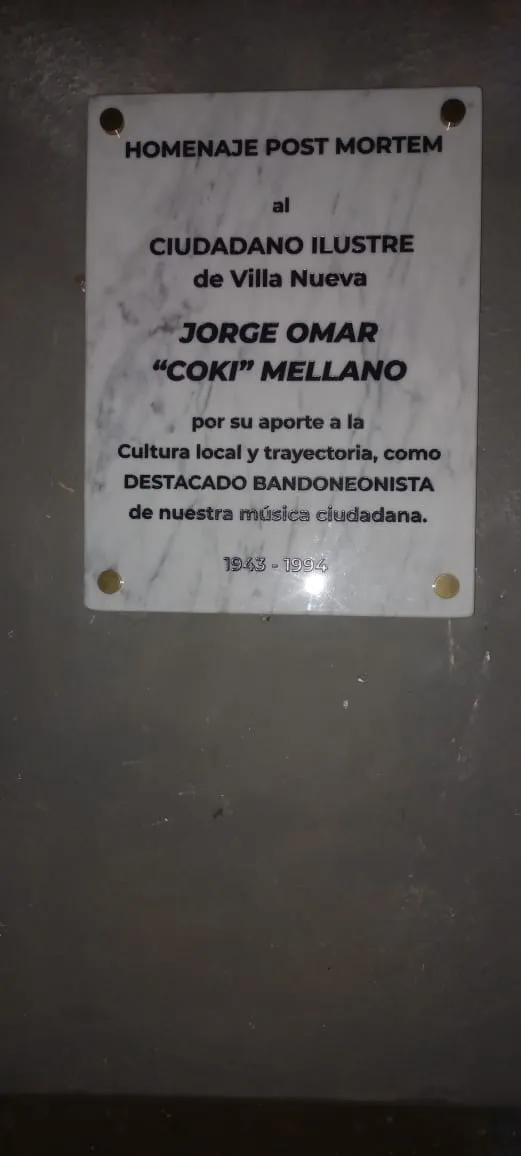 HOMENAJE POST MORTEM
al
CIUDADANO ILUSTRE
de Villa Nueva
JORGE OMAR
“COKI” MELLANO
por su aporte a la
Cultura local y trayectoria, como
DESTACADO BANDONEONISTA
de nuestra música ciudadana.
1943 - 1994